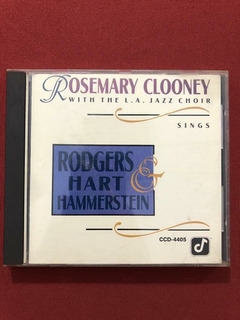 ROSEMARY CLOONEY
WITH THE L.A. JAZZ CHOIR
SINGS
RODGERS
HART &
HAMMERSTEIN
CCD-4405